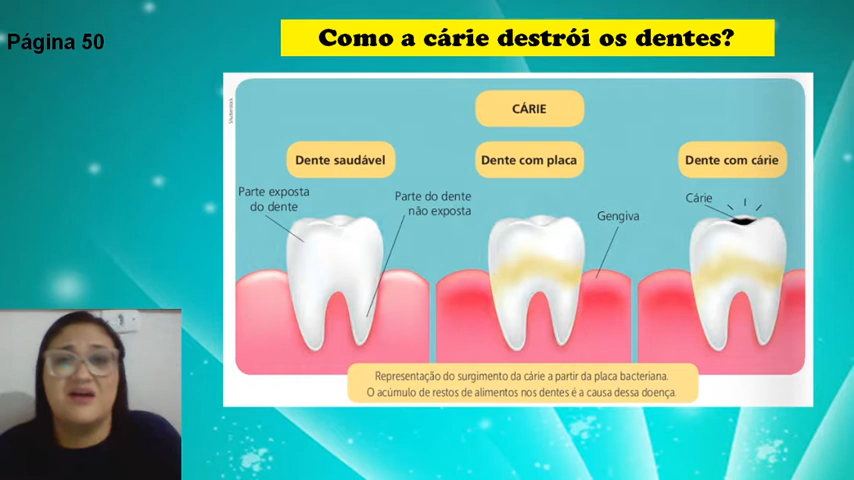 Página 50
Como a cárie destrói os dentes?
Shutterstock
CÁRIE
Dente saudável
Dente com placa
Dente com cárie
Parte exposta
do dente
Parte do dente
não exposta
Gengiva
Cárie
Representação do surgimento da cárie a partir da placa bacteriana.
O acúmulo de restos de alimentos nos dentes é a causa dessa doença.